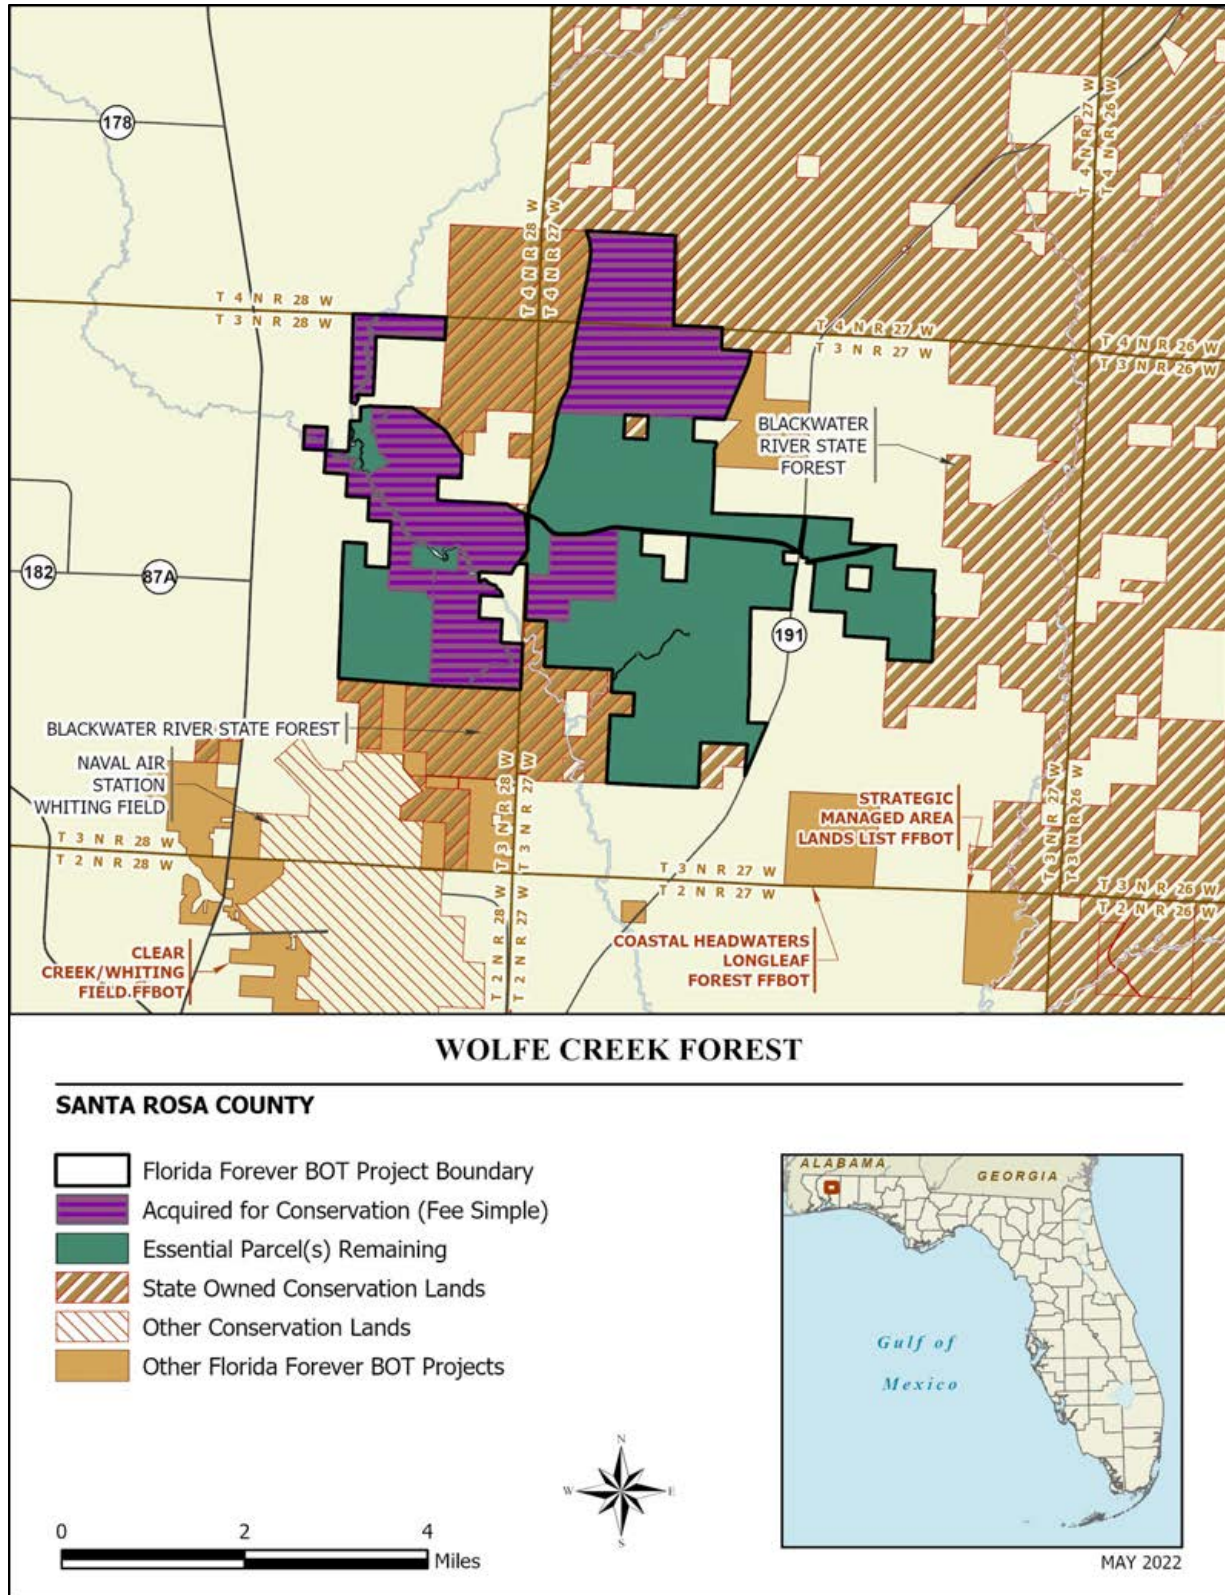 178
T 4 N R 28 W
T 4 N R 27 W
T 4 N R 27 W
T 4 N R 26 W
T 4 N R 28 W
T 3 N R 28 W
T 4 N R 27 W
T 3 N R 27 W
T 4 N R 26 W
T 3 N R 26 W
BLACKWATER
RIVER STATE
FOREST
182
87A
191
BLACKWATER RIVER STATE FOREST
NAVAL AIR
STATION
WHITING FIELD
STRATEGIC
MANAGED AREA
LANDS LIST FFBOT
T 3 N R 28 W
T 3 N R 27 W
T 3 N R 27 W
T 3 N R 26 W
T 3 N R 28 W
T 2 N R 28 W
T 3 N R 27 W
T 2 N R 27 W
T 3 N R 26 W
T 2 N R 26 W
T 2 N R 28 W
T 2 N R 27 W
CLEAR
CREEK/WHITING
FIELD FFBOT
COASTAL HEADWATERS
LONGLEAF
FOREST FFBOT
WOLFE CREEK FOREST
SANTA ROSA COUNTY
Florida Forever BOT Project Boundary
Acquired for Conservation (Fee Simple)
Essential Parcel(s) Remaining
State Owned Conservation Lands
Other Conservation Lands
Other Florida Forever BOT Projects
ALABAMA
GEORGIA
Gulf of
Mexico
N
W E
S
0 2 4
Miles
MAY 2022